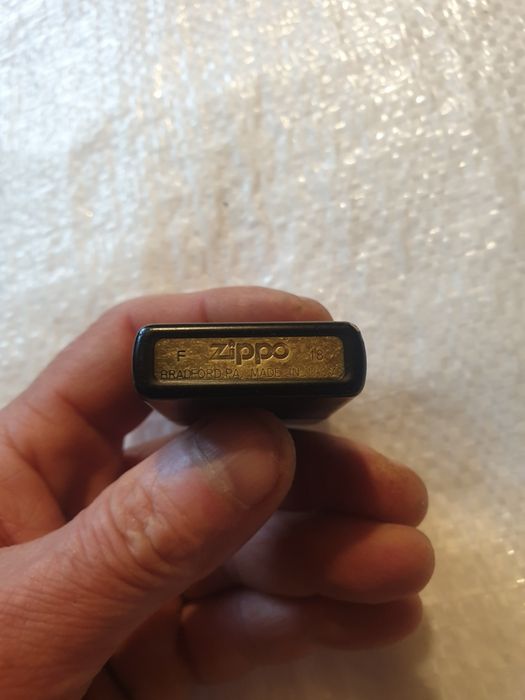 F zippo 18
BRADFORD, PA. MADE IN U.S.A.